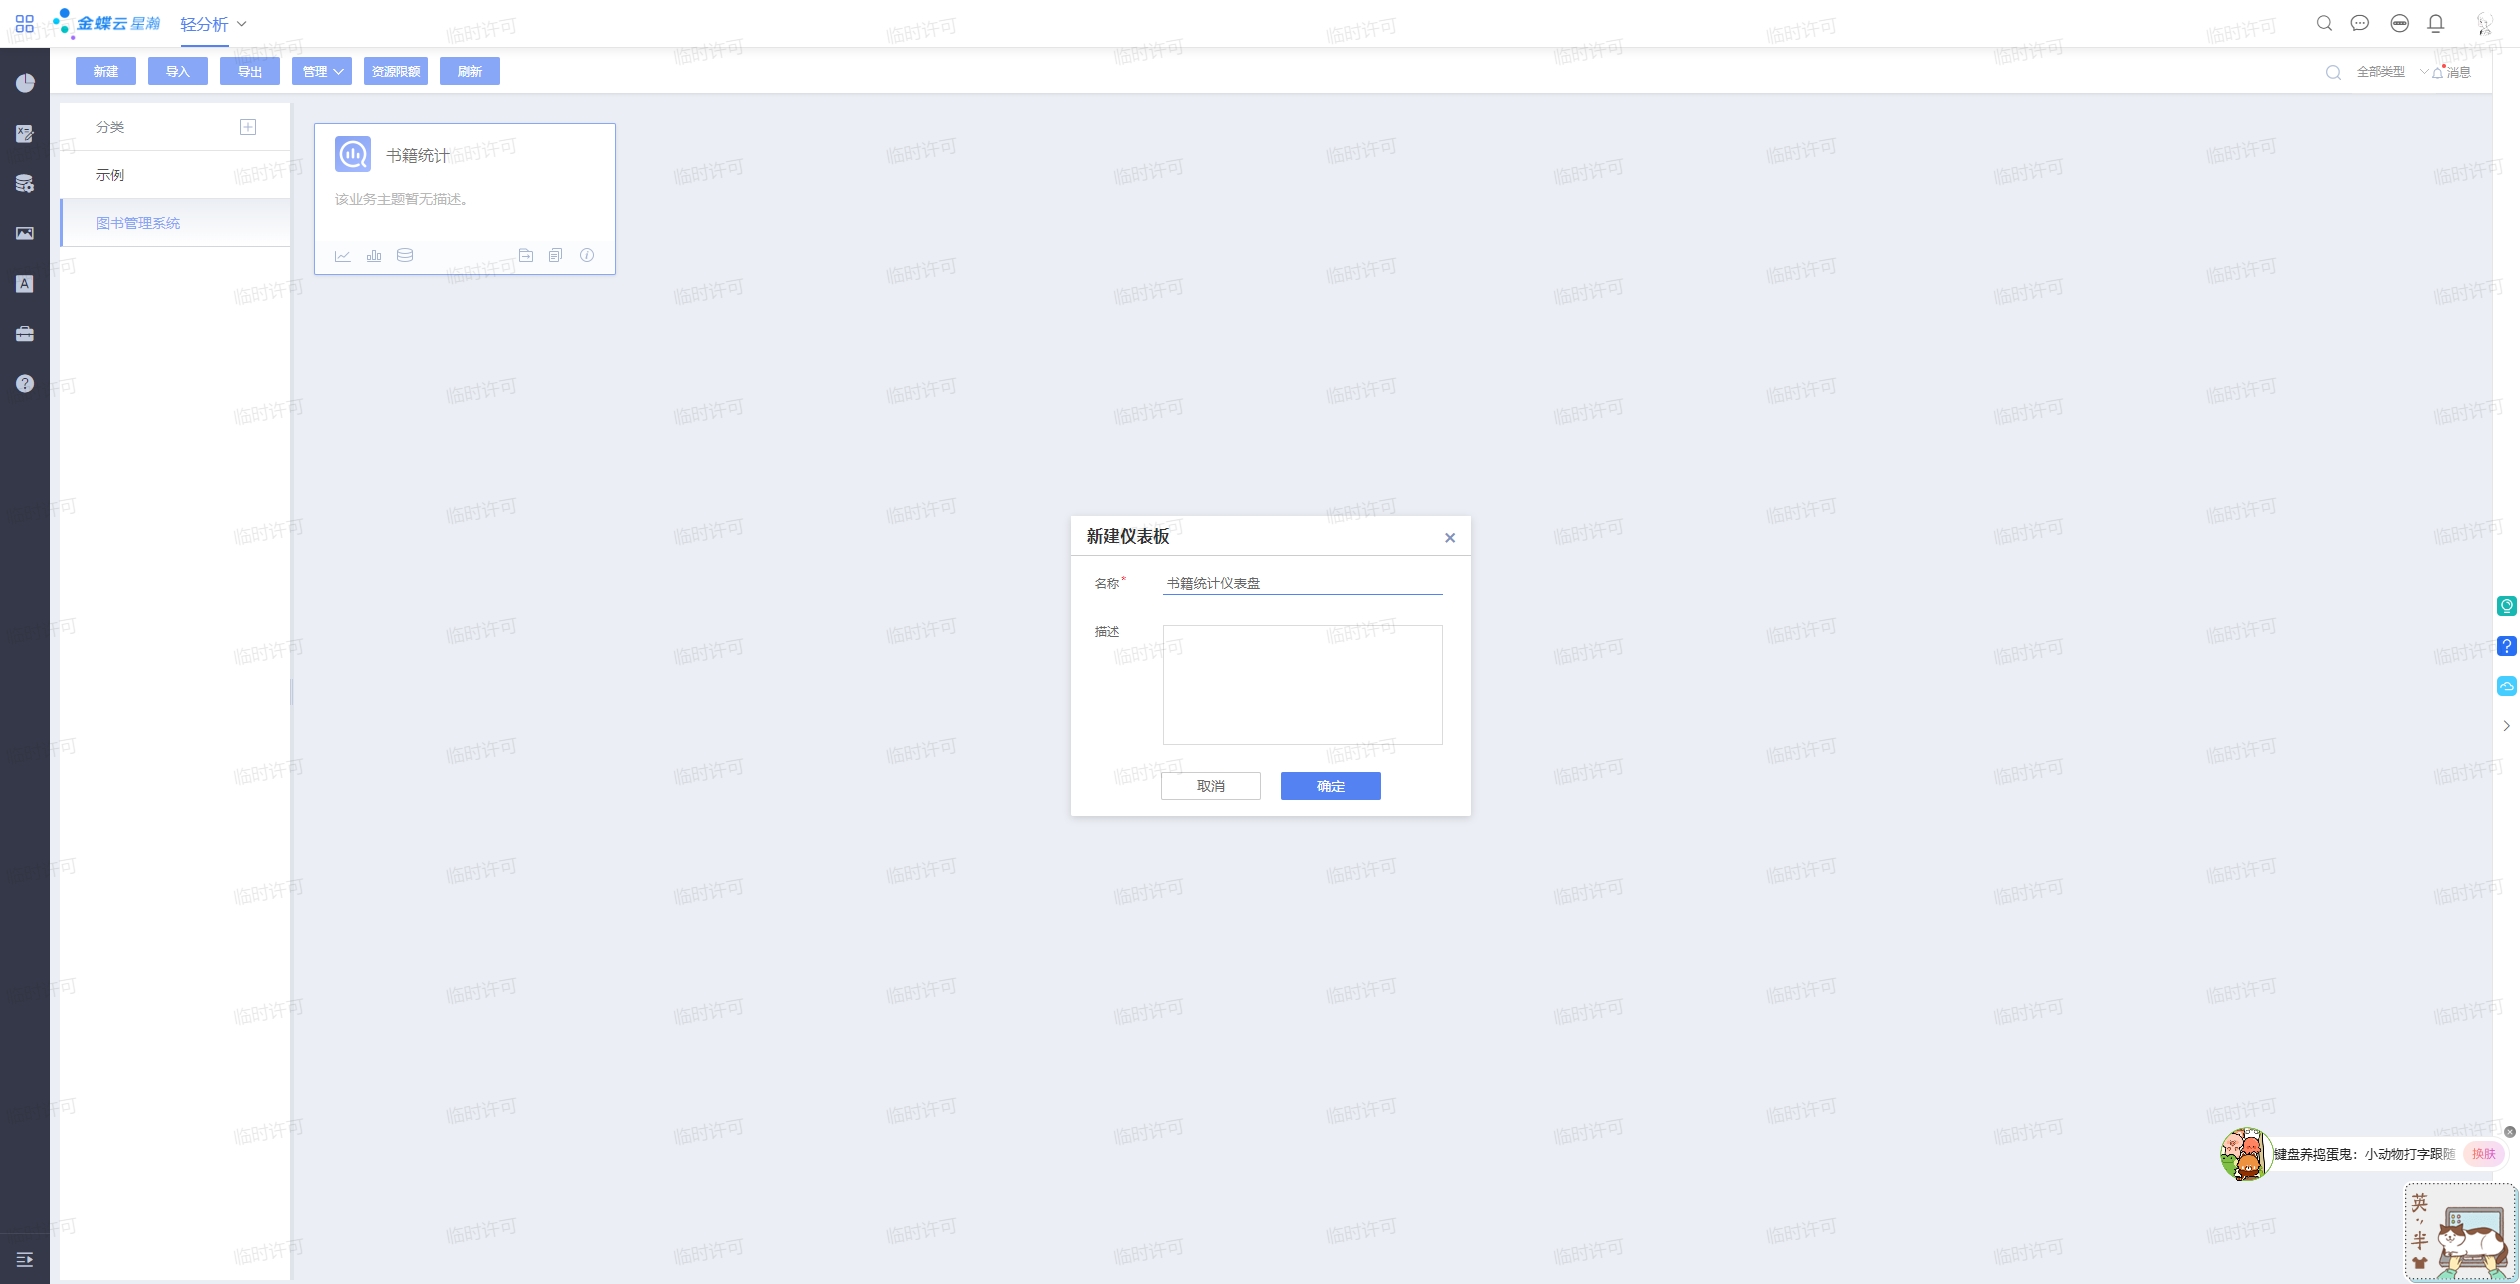 金蝶云 星瀚 轻分析
新建 导入 导出 管理 资源限额 刷新 全部类型 消息
分类
示例
图书管理系统
书籍统计
该业务主题暂无描述。
新建仪表板
名称* 书籍统计仪表盘
描述
取消 确定
键盘养捣蛋鬼：小动物打字跟随 换肤
英
半
临时许可